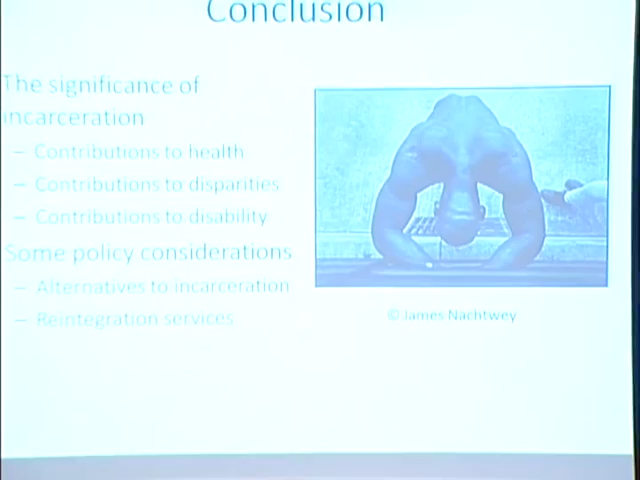 Conclusion
The significance of
incarceration
– Contributions to health
– Contributions to disparities
– Contributions to disability
Some policy considerations
– Alternatives to incarceration
– Reintegration services
© James Nachtwey